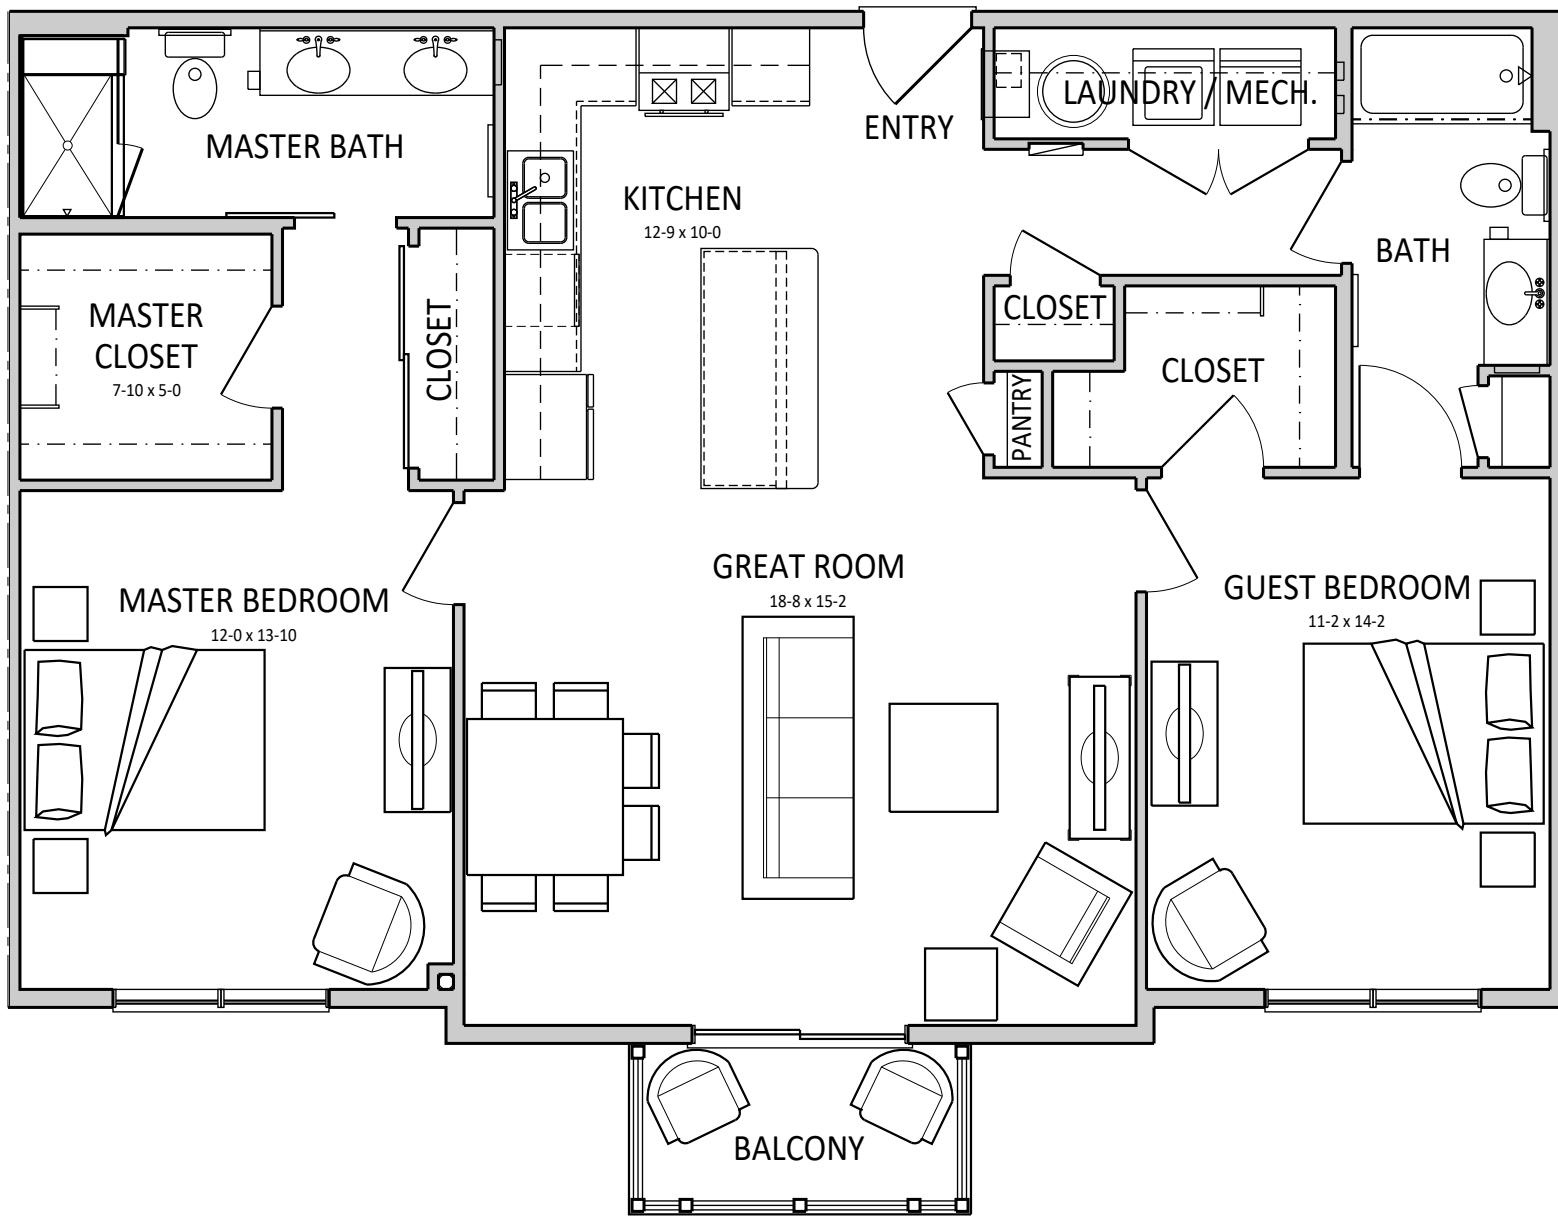 LAUNDRY / MECH.
ENTRY
MASTER BATH
KITCHEN
12-9 x 10-0
BATH
MASTER
CLOSET
7-10 x 5-0
CLOSET
CLOSET
CLOSET
PANTRY
GREAT ROOM
18-8 x 15-2
MASTER BEDROOM
12-0 x 13-10
GUEST BEDROOM
11-2 x 14-2
BALCONY